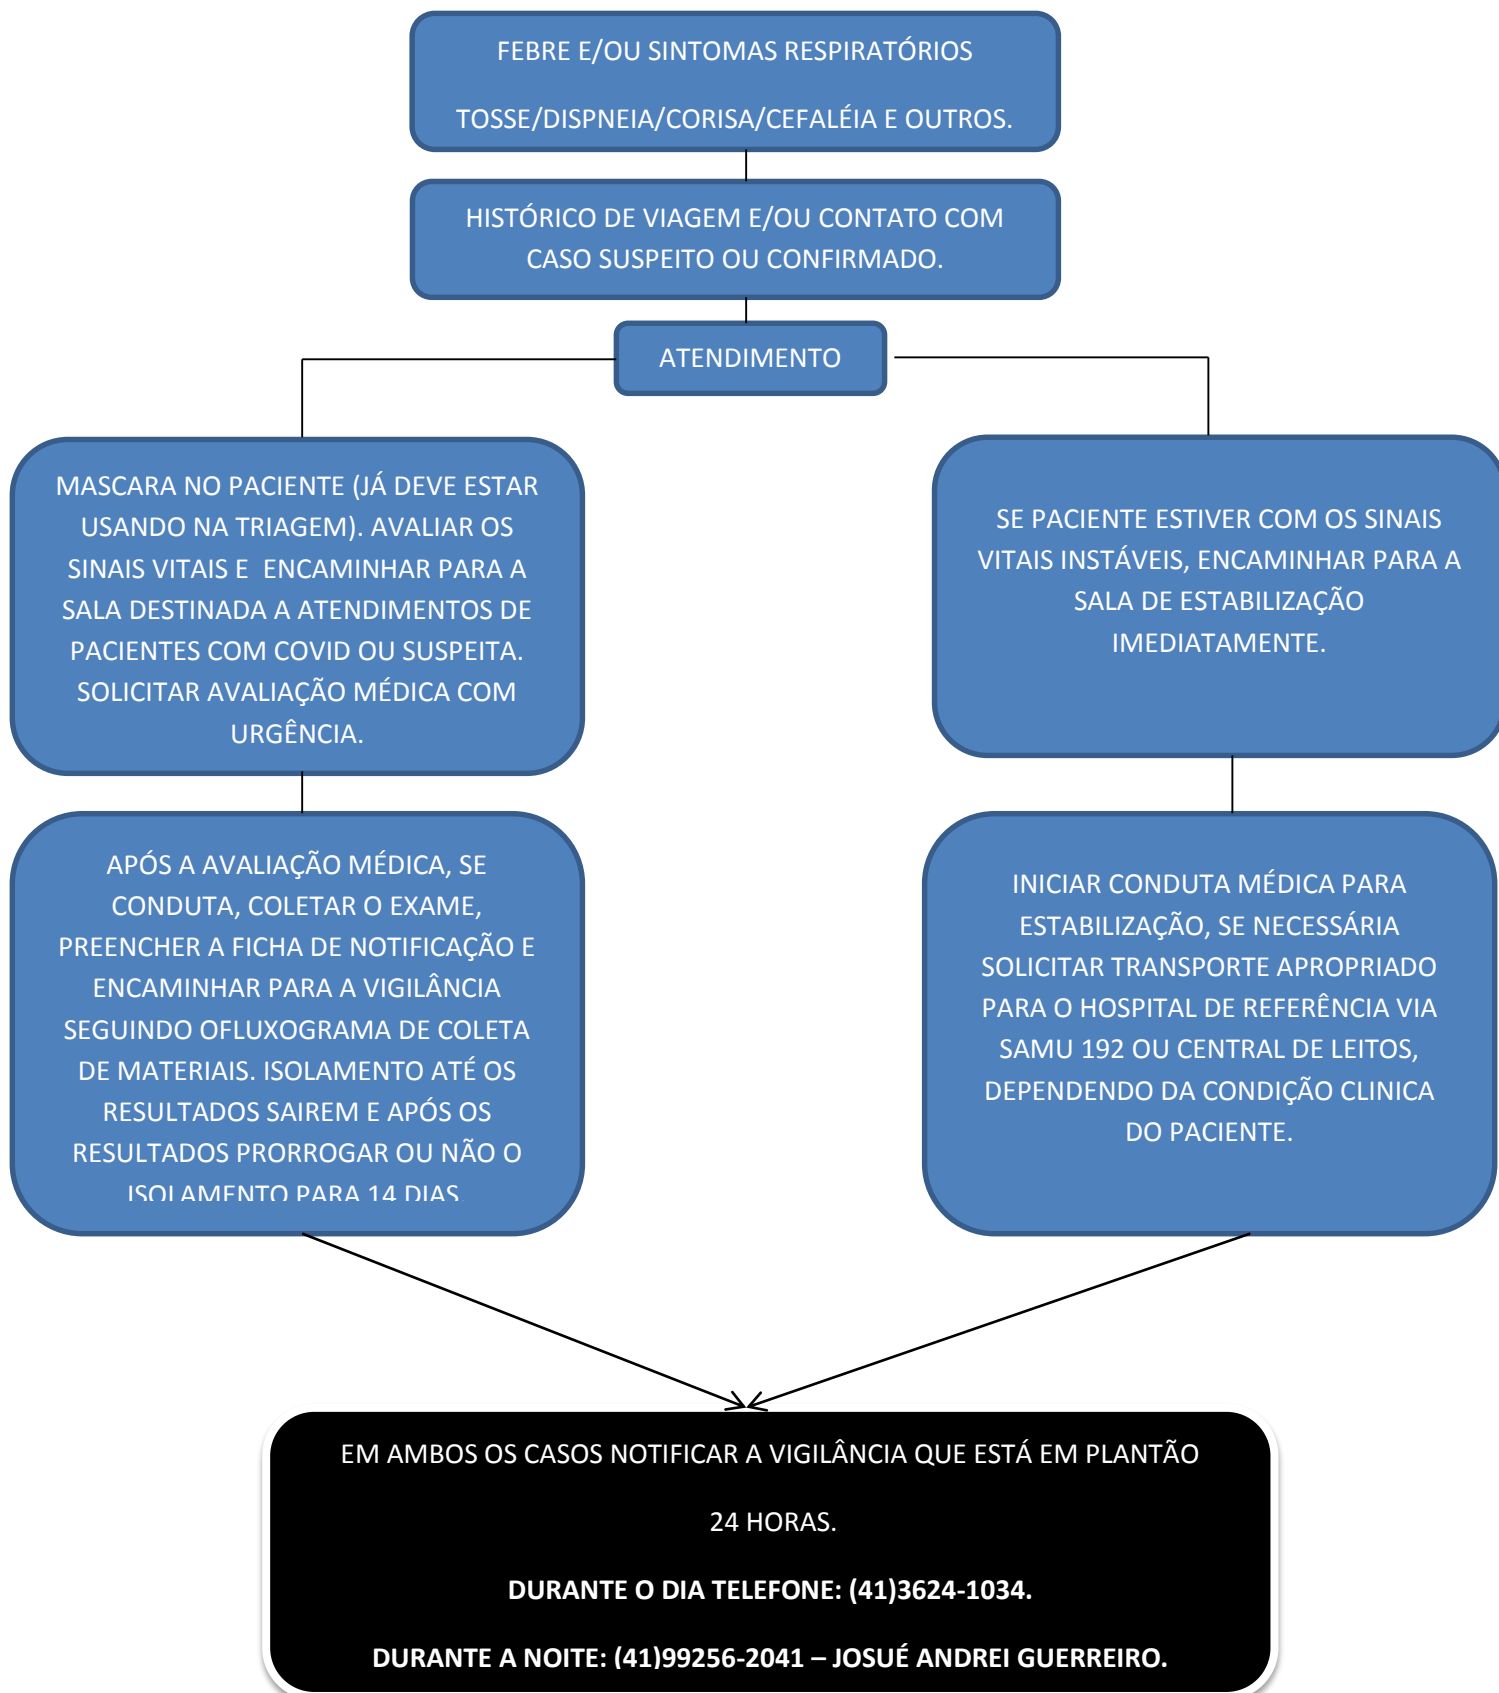 FEBRE E/OU SINTOMAS RESPIRATÓRIOS
TOSSE/DISPNEIA/CORISA/CEFALÉIA E OUTROS.
HISTÓRICO DE VIAGEM E/OU CONTATO COM
CASO SUSPEITO OU CONFIRMADO.
ATENDIMENTO
MASCARA NO PACIENTE (JÁ DEVE ESTAR
USANDO NA TRIAGEM). AVALIAR OS
SINAIS VITAIS E  ENCAMINHAR PARA A
SALA DESTINADA A ATENDIMENTOS DE
PACIENTES COM COVID OU SUSPEITA.
SOLICITAR AVALIAÇÃO MÉDICA COM
URGÊNCIA.
SE PACIENTE ESTIVER COM OS SINAIS
VITAIS INSTÁVEIS, ENCAMINHAR PARA A
SALA DE ESTABILIZAÇÃO
IMEDIATAMENTE.
APÓS A AVALIAÇÃO MÉDICA, SE
CONDUTA, COLETAR O EXAME,
PREENCHER A FICHA DE NOTIFICAÇÃO E
ENCAMINHAR PARA A VIGILÂNCIA
SEGUINDO OFLUXOGRAMA DE COLETA
DE MATERIAIS. ISOLAMENTO ATÉ OS
RESULTADOS SAIREM E APÓS OS
RESULTADOS PRORROGAR OU NÃO O
ISOLAMENTO PARA 14 DIAS.
INICIAR CONDUTA MÉDICA PARA
ESTABILIZAÇÃO, SE NECESSÁRIA
SOLICITAR TRANSPORTE APROPRIADO
PARA O HOSPITAL DE REFERÊNCIA VIA
SAMU 192 OU CENTRAL DE LEITOS,
DEPENDENDO DA CONDIÇÃO CLINICA
DO PACIENTE.
EM AMBOS OS CASOS NOTIFICAR A VIGILÂNCIA QUE ESTÁ EM PLANTÃO
24 HORAS.
DURANTE O DIA TELEFONE: (41)3624-1034.
DURANTE A NOITE: (41)99256-2041 – JOSUÉ ANDREI GUERREIRO.